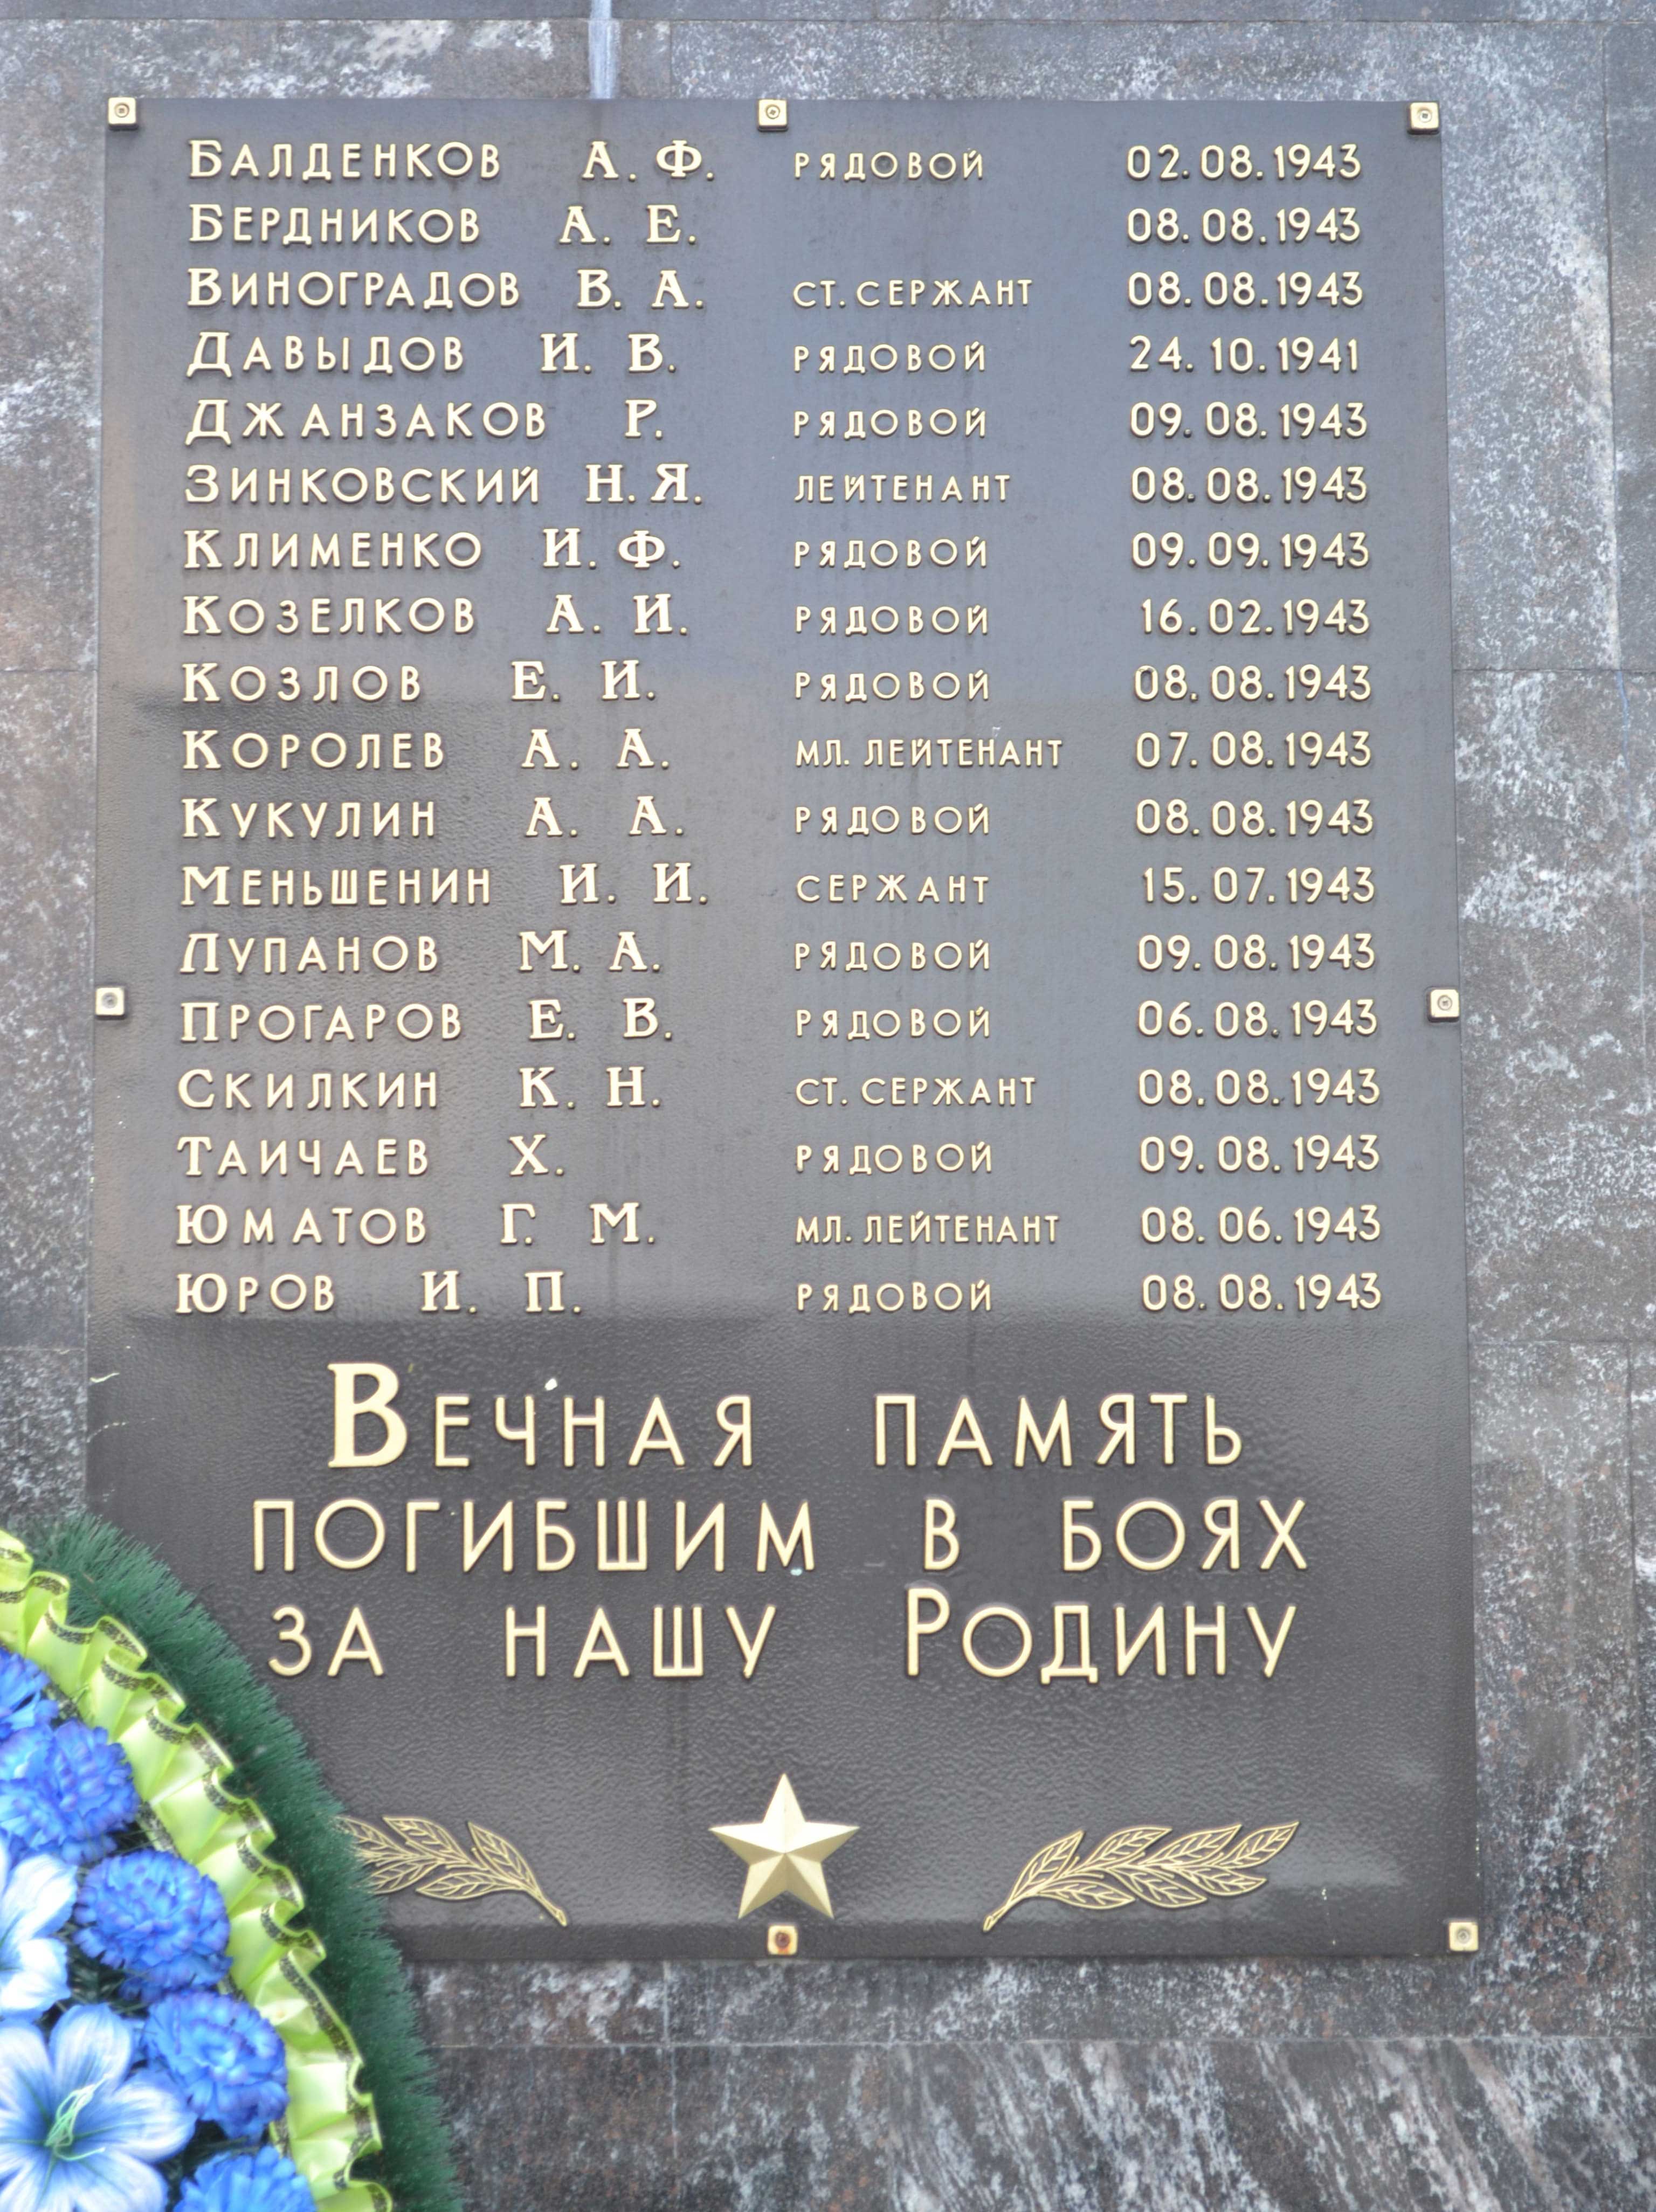 Балденков А. Ф. рядовой 02.08.1943
Бердников А. Е. 08.08.1943
Виноградов В. А. ст. сержант 08.08.1943
Давыдов И. В. рядовой 24.10.1941
Джанзаков Р. рядовой 09.08.1943
Зинковский Н. Я. лейтенант 08.08.1943
Клименко И. Ф. рядовой 09.09.1943
Козелков А. И. рядовой 16.02.1943
Козлов Е. И. рядовой 08.08.1943
Королев А. А. мл. лейтенант 07.08.1943
Кукулин А. А. рядовой 08.08.1943
Меньшенин И. И. сержант 15.07.1943
Лупанов М. А. рядовой 09.08.1943
Прогаров Е. В. рядовой 06.08.1943
Скилкин К. Н. ст. сержант 08.08.1943
Таичаев Х. рядовой 09.08.1943
Юматов Г. М. мл. лейтенант 08.06.1943
Юров И. П. рядовой 08.08.1943
Вечная память
погибшим в боях
за нашу Родину